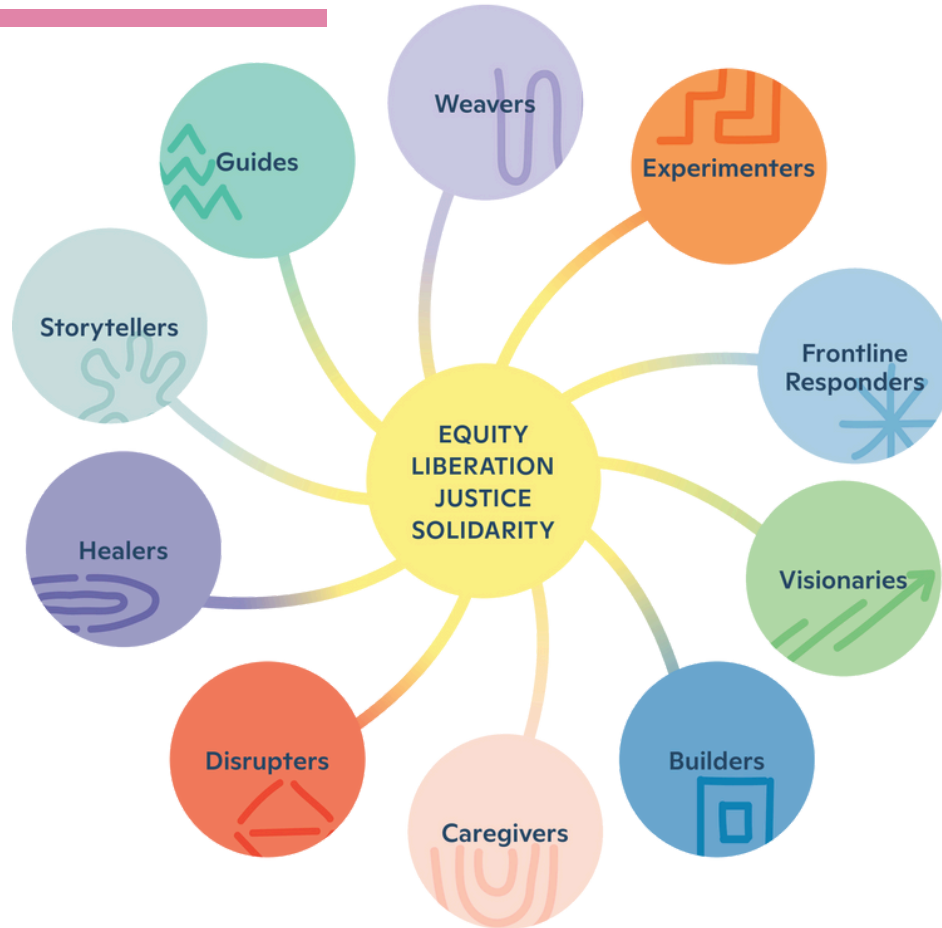 Weavers
Experimenters
Frontline
Responders
Visionaries
Builders
Caregivers
Disrupters
Healers
Storytellers
Guides
EQUITY
LIBERATION
JUSTICE
SOLIDARITY